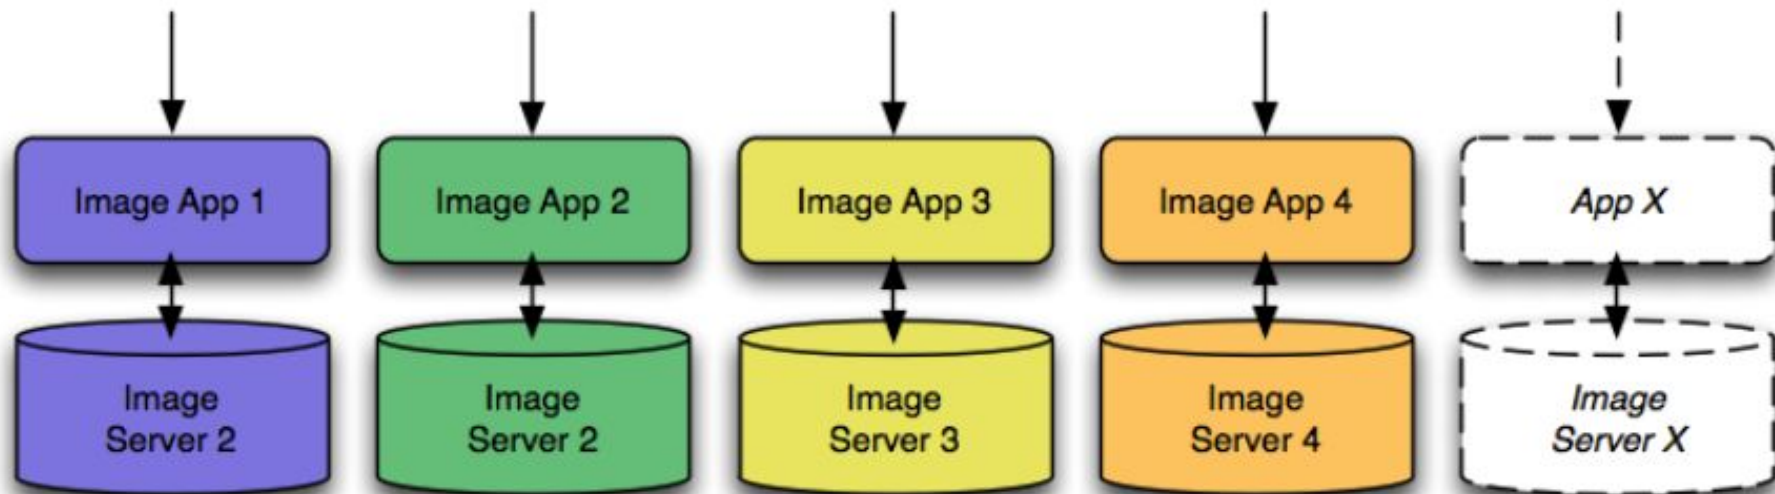 Image App 1
Image App 2
Image App 3
Image App 4
App X
Image
Server 2
Image
Server 2
Image
Server 3
Image
Server 4
Image
Server X